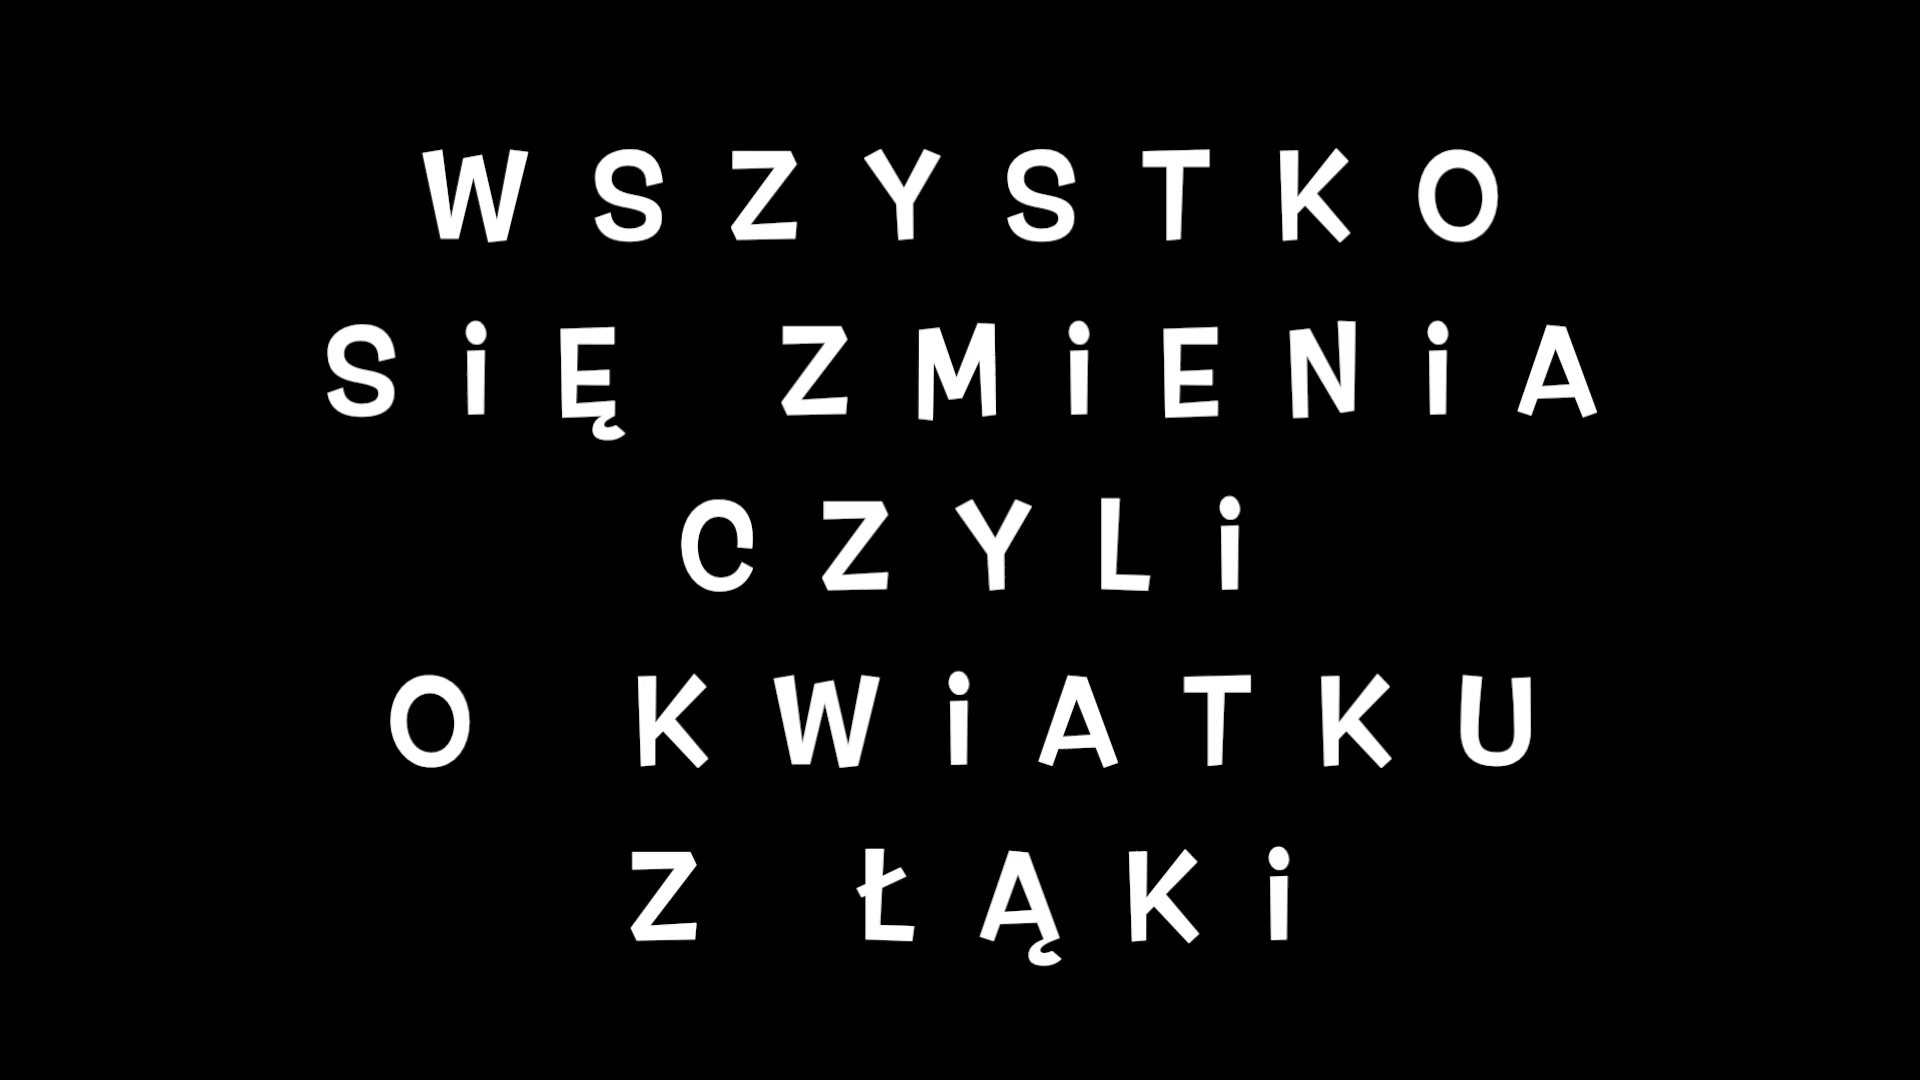 WSZYSTKO
SiĘ ZMiENiA
CZYLi
O KWiATKU
Z ŁĄKi